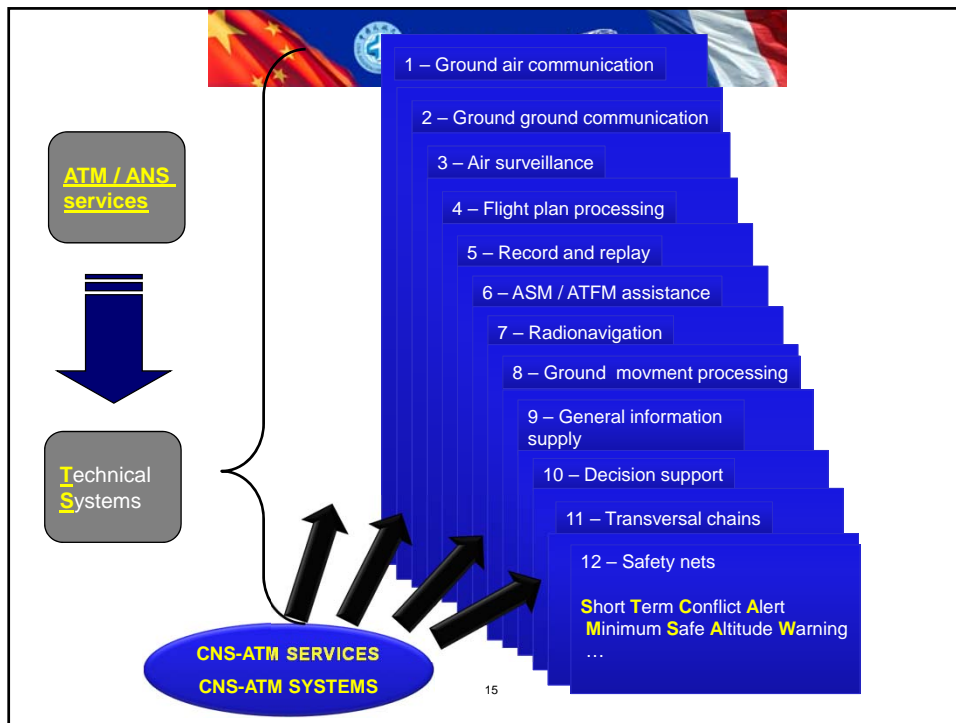 1 – Ground air communication
2 – Ground ground communication
3 – Air surveillance
4 – Flight plan processing
5 – Record and replay
6 – ASM / ATFM assistance
7 – Radionavigation
8 – Ground movment processing
9 – General information
supply
10 – Decision support
11 – Transversal chains
12 – Safety nets
Short Term Conflict Alert
Minimum Safe Altitude Warning
…
ATM / ANS
services
Technical
Systems
CNS-ATM SERVICES
CNS-ATM SYSTEMS
15